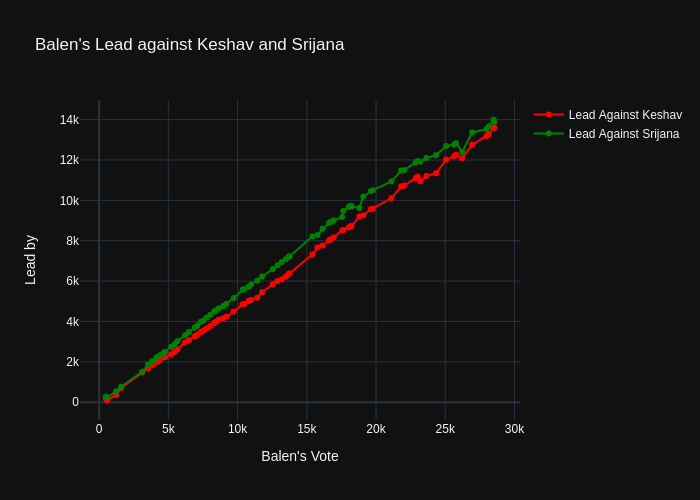 Balen's Lead against Keshav and Srijana
Lead Against Keshav
Lead Against Srijana
14k
12k
10k
8k
6k
4k
2k
0
Lead by
0 5k 10k 15k 20k 25k 30k
Balen's Vote